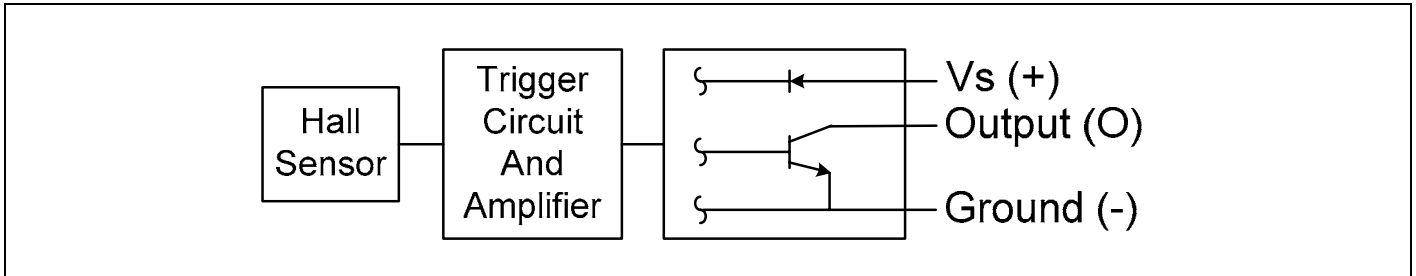 Hall
Sensor
Trigger
Circuit
And
Amplifier
Vs (+)
Output (O)
Ground (-)